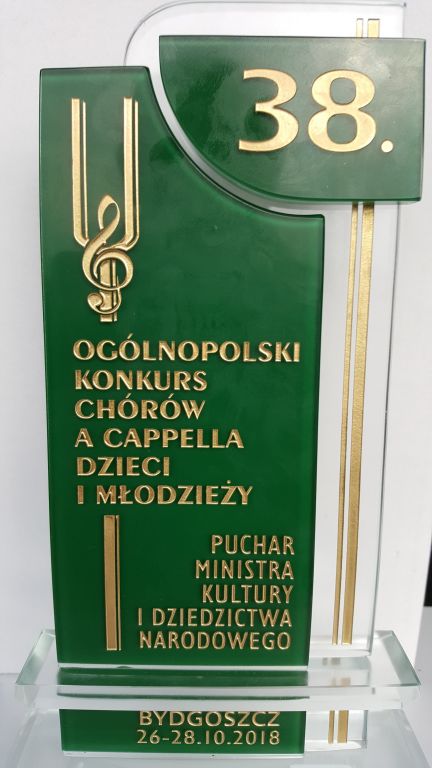 38.
OGÓLNOPOLSKI
KONKURS
CHÓRÓW
A CAPPELLA
DZIECI
I MŁODZIEŻY
PUCHAR
MINISTRA
KULTURY
I DZIEDZICTWA
NARODOWEGO
BYDGOSZCZ
26-28.10.2018